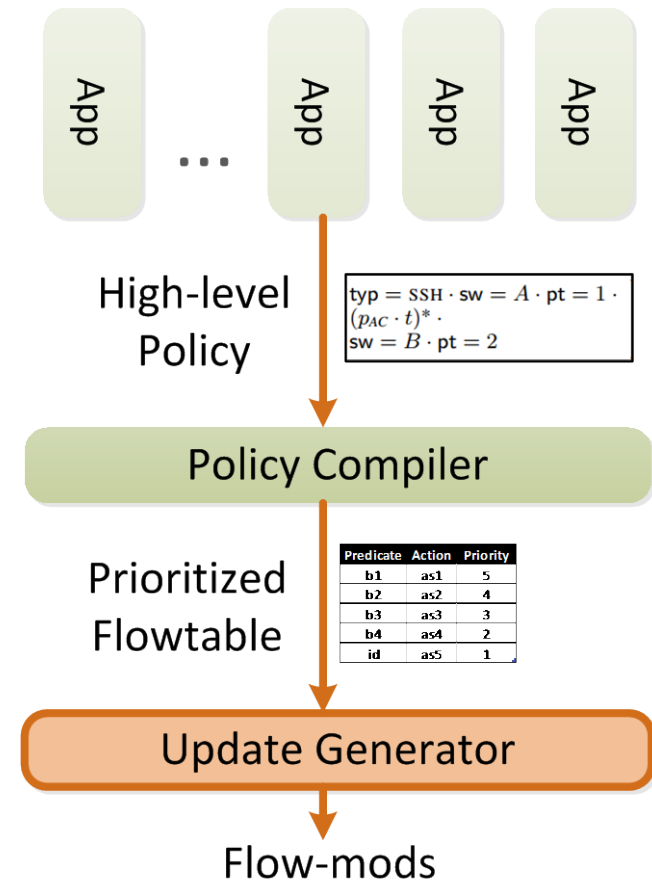 App
...
App
App
App
High-level
Policy
typ = SSH · sw = A · pt = 1 ·
(p_AC · t)* ·
sw = B · pt = 2
Policy Compiler
Prioritized
Flowtable
Predicate Action Priority
b1 as1 5
b2 as2 4
b3 as3 3
b4 as4 2
id as5 1
Update Generator
Flow-mods